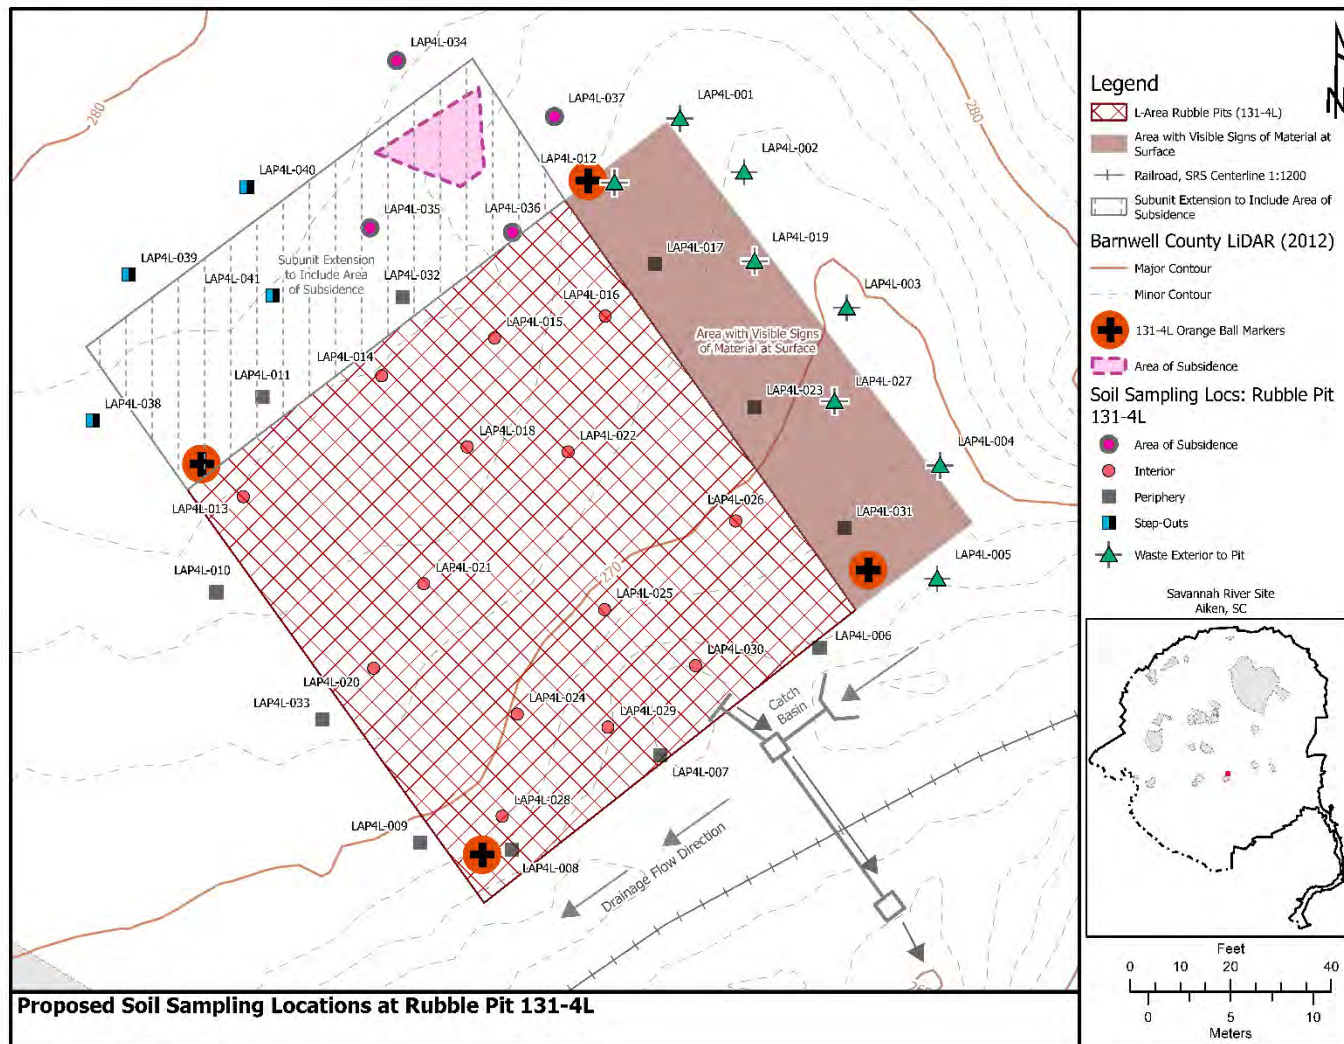 LAP4L-034
LAP4L-037
LAP4L-001
LAP4L-012
LAP4L-002
LAP4L-040
LAP4L-035
LAP4L-036
LAP4L-017
LAP4L-019
LAP4L-039
LAP4L-041
LAP4L-032
LAP4L-003
Subunit Extension
to Include Area
of Subsidence
LAP4L-016
LAP4L-015
Area with Visible Signs
of Material at Surface
LAP4L-014
LAP4L-011
LAP4L-023
LAP4L-027
LAP4L-038
LAP4L-018
LAP4L-022
LAP4L-004
LAP4L-013
LAP4L-026
LAP4L-031
LAP4L-010
LAP4L-021
LAP4L-025
LAP4L-005
LAP4L-006
LAP4L-030
LAP4L-020
LAP4L-033
LAP4L-024
LAP4L-029
LAP4L-007
LAP4L-028
LAP4L-009
LAP4L-008
280
280
270
Catch
Basin
Drainage Flow Direction
Proposed Soil Sampling Locations at Rubble Pit 131-4L
N
Legend
L-Area Rubble Pits (131-4L)
Area with Visible Signs of Material at
Surface
Railroad, SRS Centerline 1:1200
Subunit Extension to Include Area of
Subsidence
Barnwell County LiDAR (2012)
Major Contour
Minor Contour
131-4L Orange Ball Markers
Area of Subsidence
Soil Sampling Locs: Rubble Pit
131-4L
Area of Subsidence
Interior
Periphery
Step-Outs
Waste Exterior to Pit
Savannah River Site
Aiken, SC
Feet
0 10 20 40
0 5 10
Meters